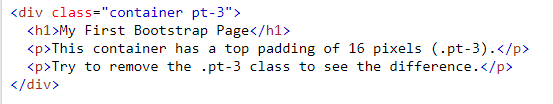 <div class="container pt-3">
  <h1>My First Bootstrap Page</h1>
  <p>This container has a top padding of 16 pixels (.pt-3).</p>
  <p>Try to remove the .pt-3 class to see the difference.</p>
</div>